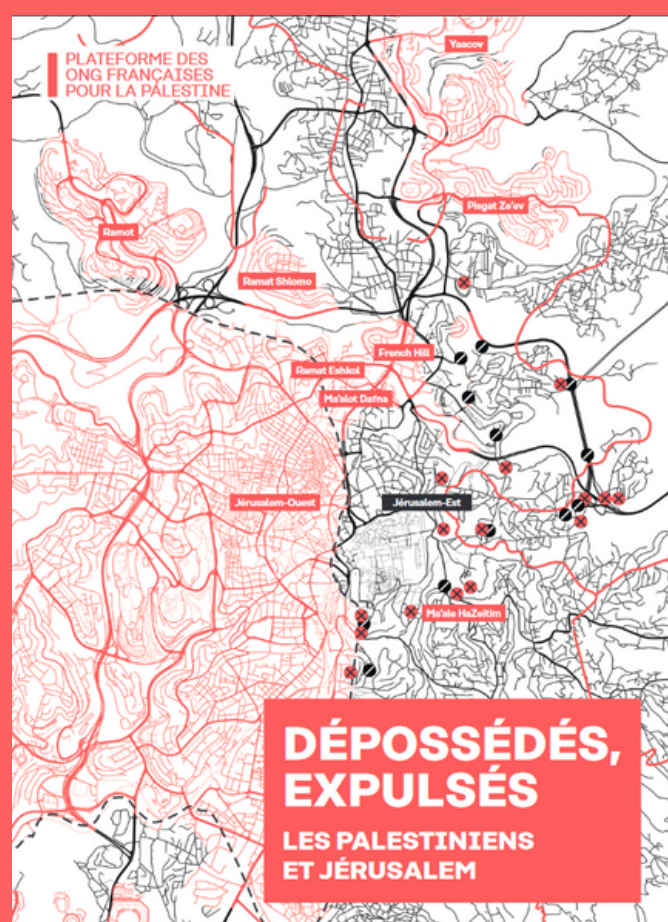 PLATEFORME DES
ONG FRANÇAISES
POUR LA PALESTINE
Yaacov
Pisgat Ze'ev
Ramot
Ramat Shlomo
French Hill
Ramat Eshkol
Ma'alot Dafna
Jérusalem-Ouest
Jérusalem-Est
Ma'ale HaZeitim
DÉPOSSÉDÉS,
EXPULSÉS
LES PALESTINIENS
ET JÉRUSALEM